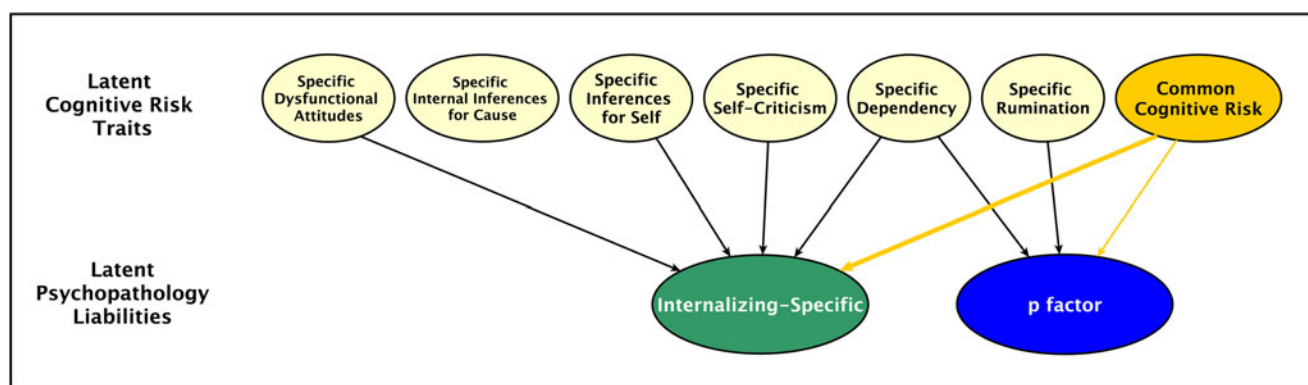 Latent
Cognitive Risk
Traits
Specific
Dysfunctional
Attitudes
Specific
Internal Inferences
for Cause
Specific
Inferences
for Self
Specific
Self-Criticism
Specific
Dependency
Specific
Rumination
Common
Cognitive Risk
Latent
Psychopathology
Liabilities
Internalizing-Specific
p factor